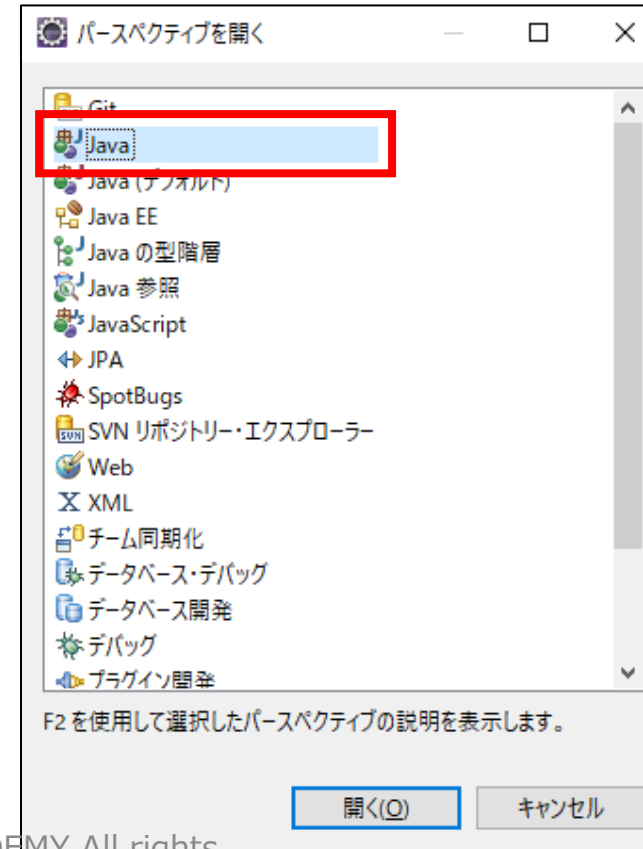 パースペクティブを開く
Git
Java
Java (デフォルト)
Java EE
Java の型階層
Java 参照
JavaScript
JPA
SpotBugs
SVN リポジトリー・エクスプローラー
Web
XML
チーム同期化
データベース・デバッグ
データベース開発
デバッグ
プラグイン開発
F2 を使用して選択したパースペクティブの説明を表示します。
開く(O) キャンセル
All rights